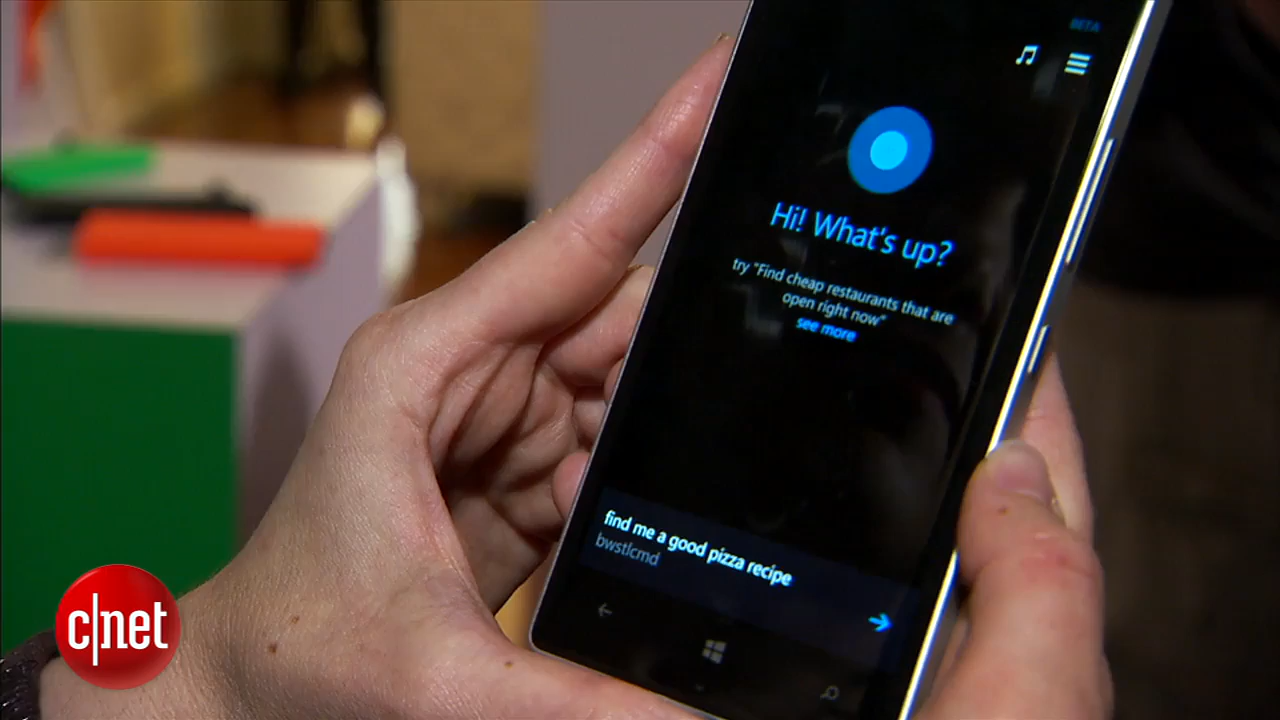 BETA
Hi! What's up?
try "Find cheap restaurants that are
open right now"
see more
find me a good pizza recipe
bwstlcmd
c|net